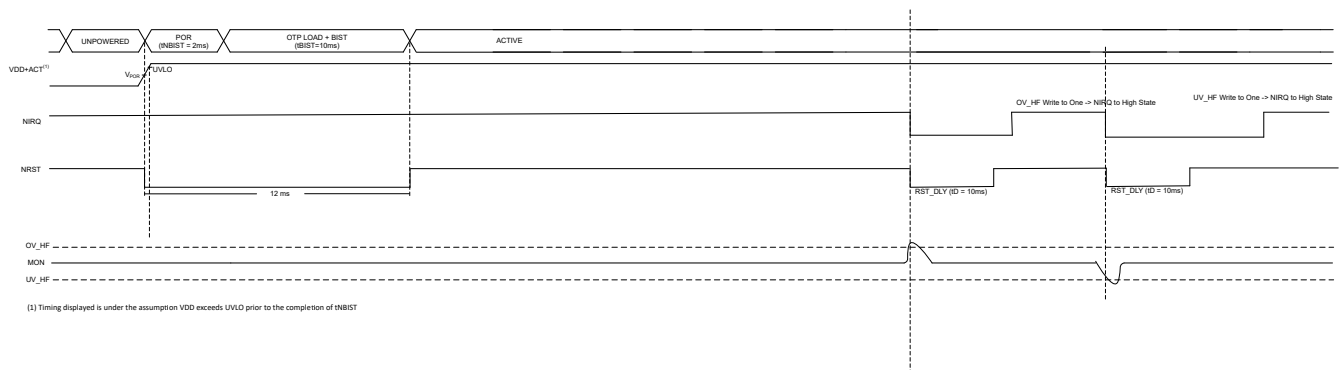 UNPOWERED
POR
(tNBIST = 2ms)
OTP LOAD + BIST
(tBIST=10ms)
ACTIVE
VDD+ACT(1)
VPOR
UVLO
OV_HF Write to One -> NIRQ to High State
UV_HF Write to One -> NIRQ to High State
NIRQ
NRST
12 ms
RST_DLY (tD = 10ms)
RST_DLY (tD = 10ms)
OV_HF
MON
UV_HF
(1) Timing displayed is under the assumption VDD exceeds UVLO prior to the completion of tNBIST